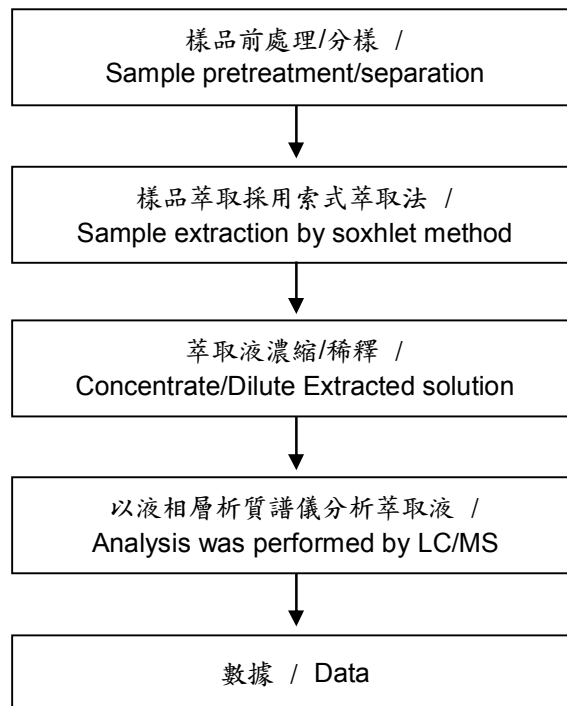 樣品前處理/分樣 /
Sample pretreatment/separation
樣品萃取採用索式萃取法 /
Sample extraction by soxhlet method
萃取液濃縮/稀釋 /
Concentrate/Dilute Extracted solution
以液相層析質譜儀分析萃取液 /
Analysis was performed by LC/MS
數據 / Data